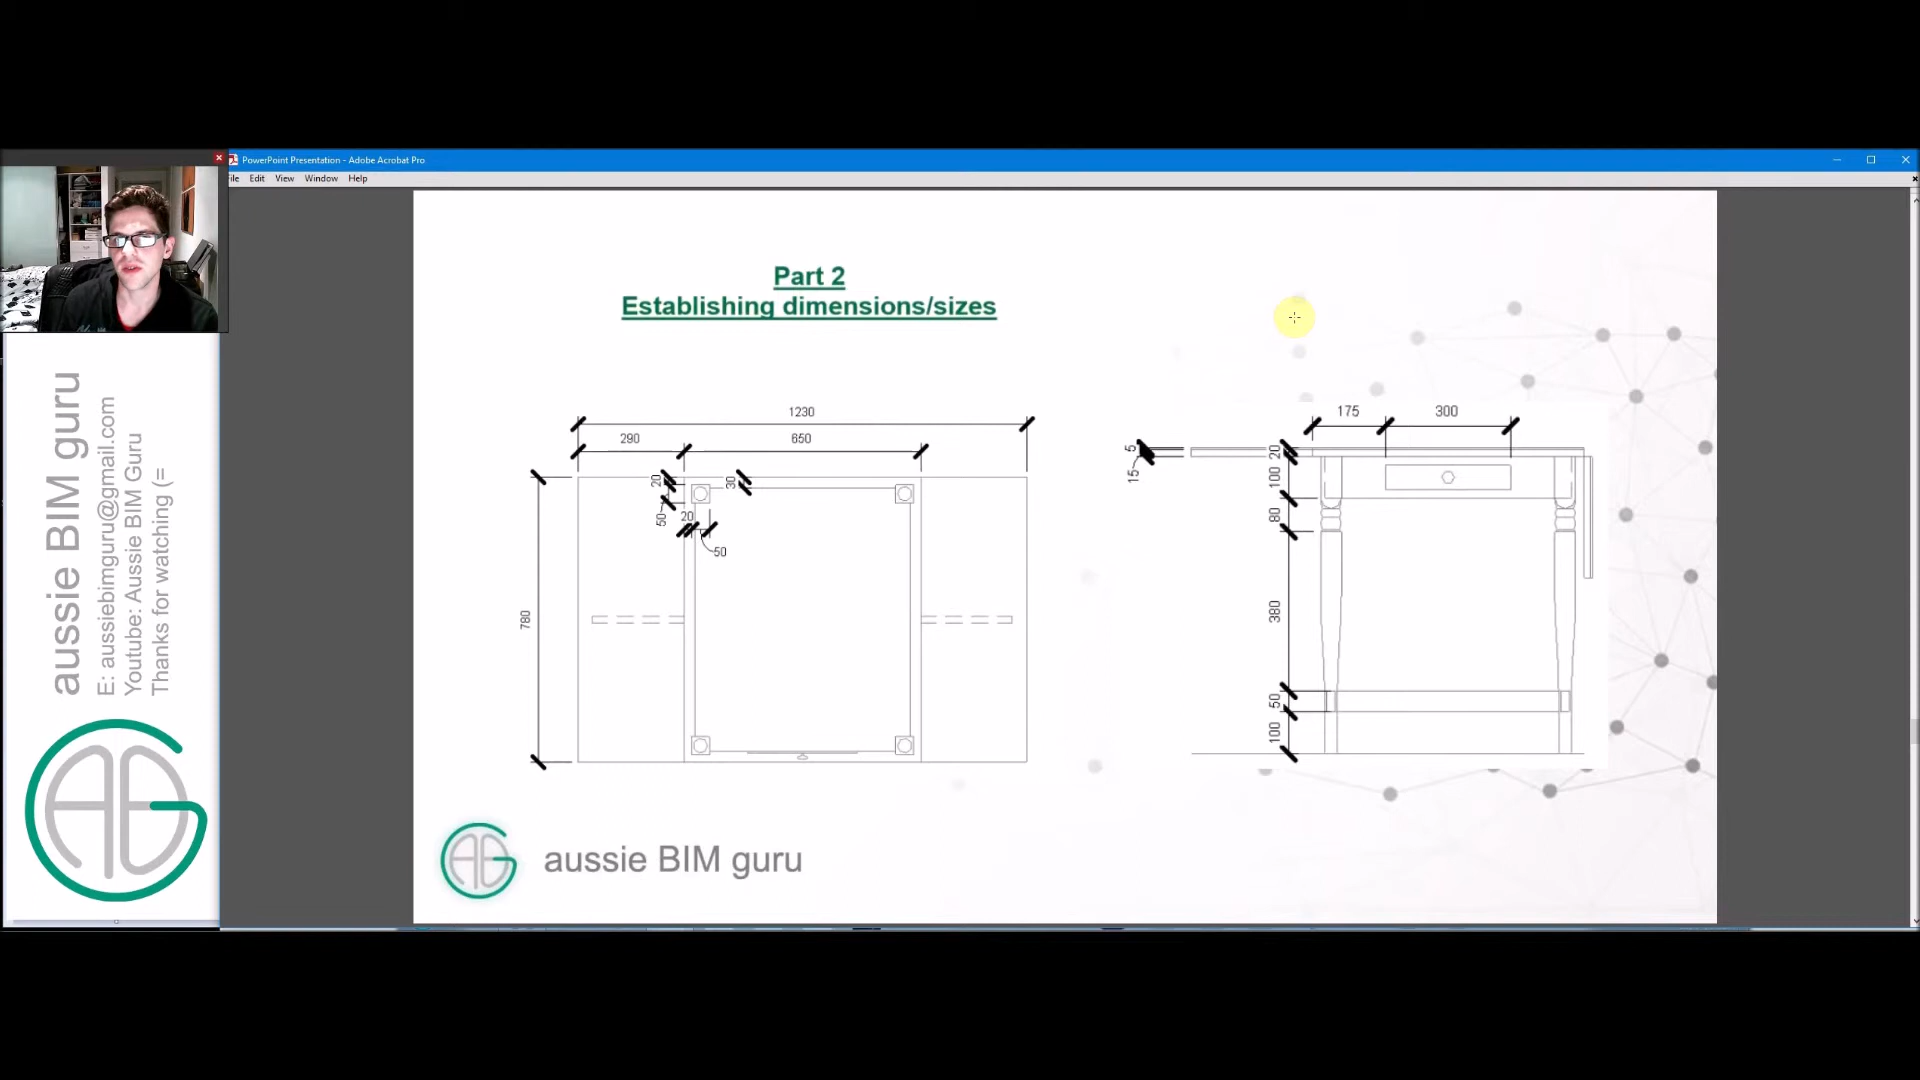 PowerPoint Presentation - Adobe Acrobat Pro
File Edit View Window Help
Part 2
Establishing dimensions/sizes
1230
290 650
20 30
50 20
50
780
175 300
5 20
15 100
80
380
50
100
aussie BIM guru
E: aussiebimguru@gmail.com
Youtube: Aussie BIM Guru
Thanks for watching (=
aussie BIM guru